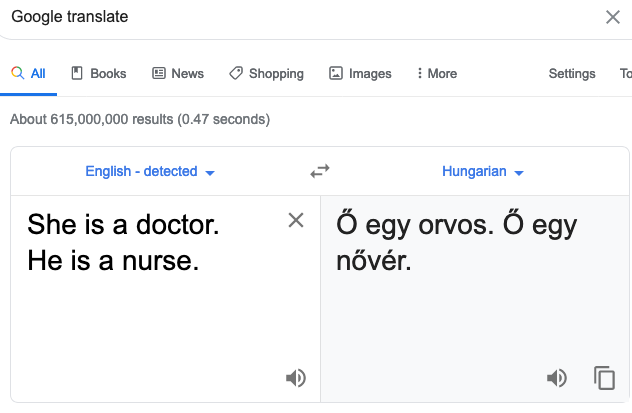 Google translate
All Books News Shopping Images More Settings To
About 615,000,000 results (0.47 seconds)
English - detected Hungarian
She is a doctor.
He is a nurse.
Ő egy orvos. Ő egy
nővér.